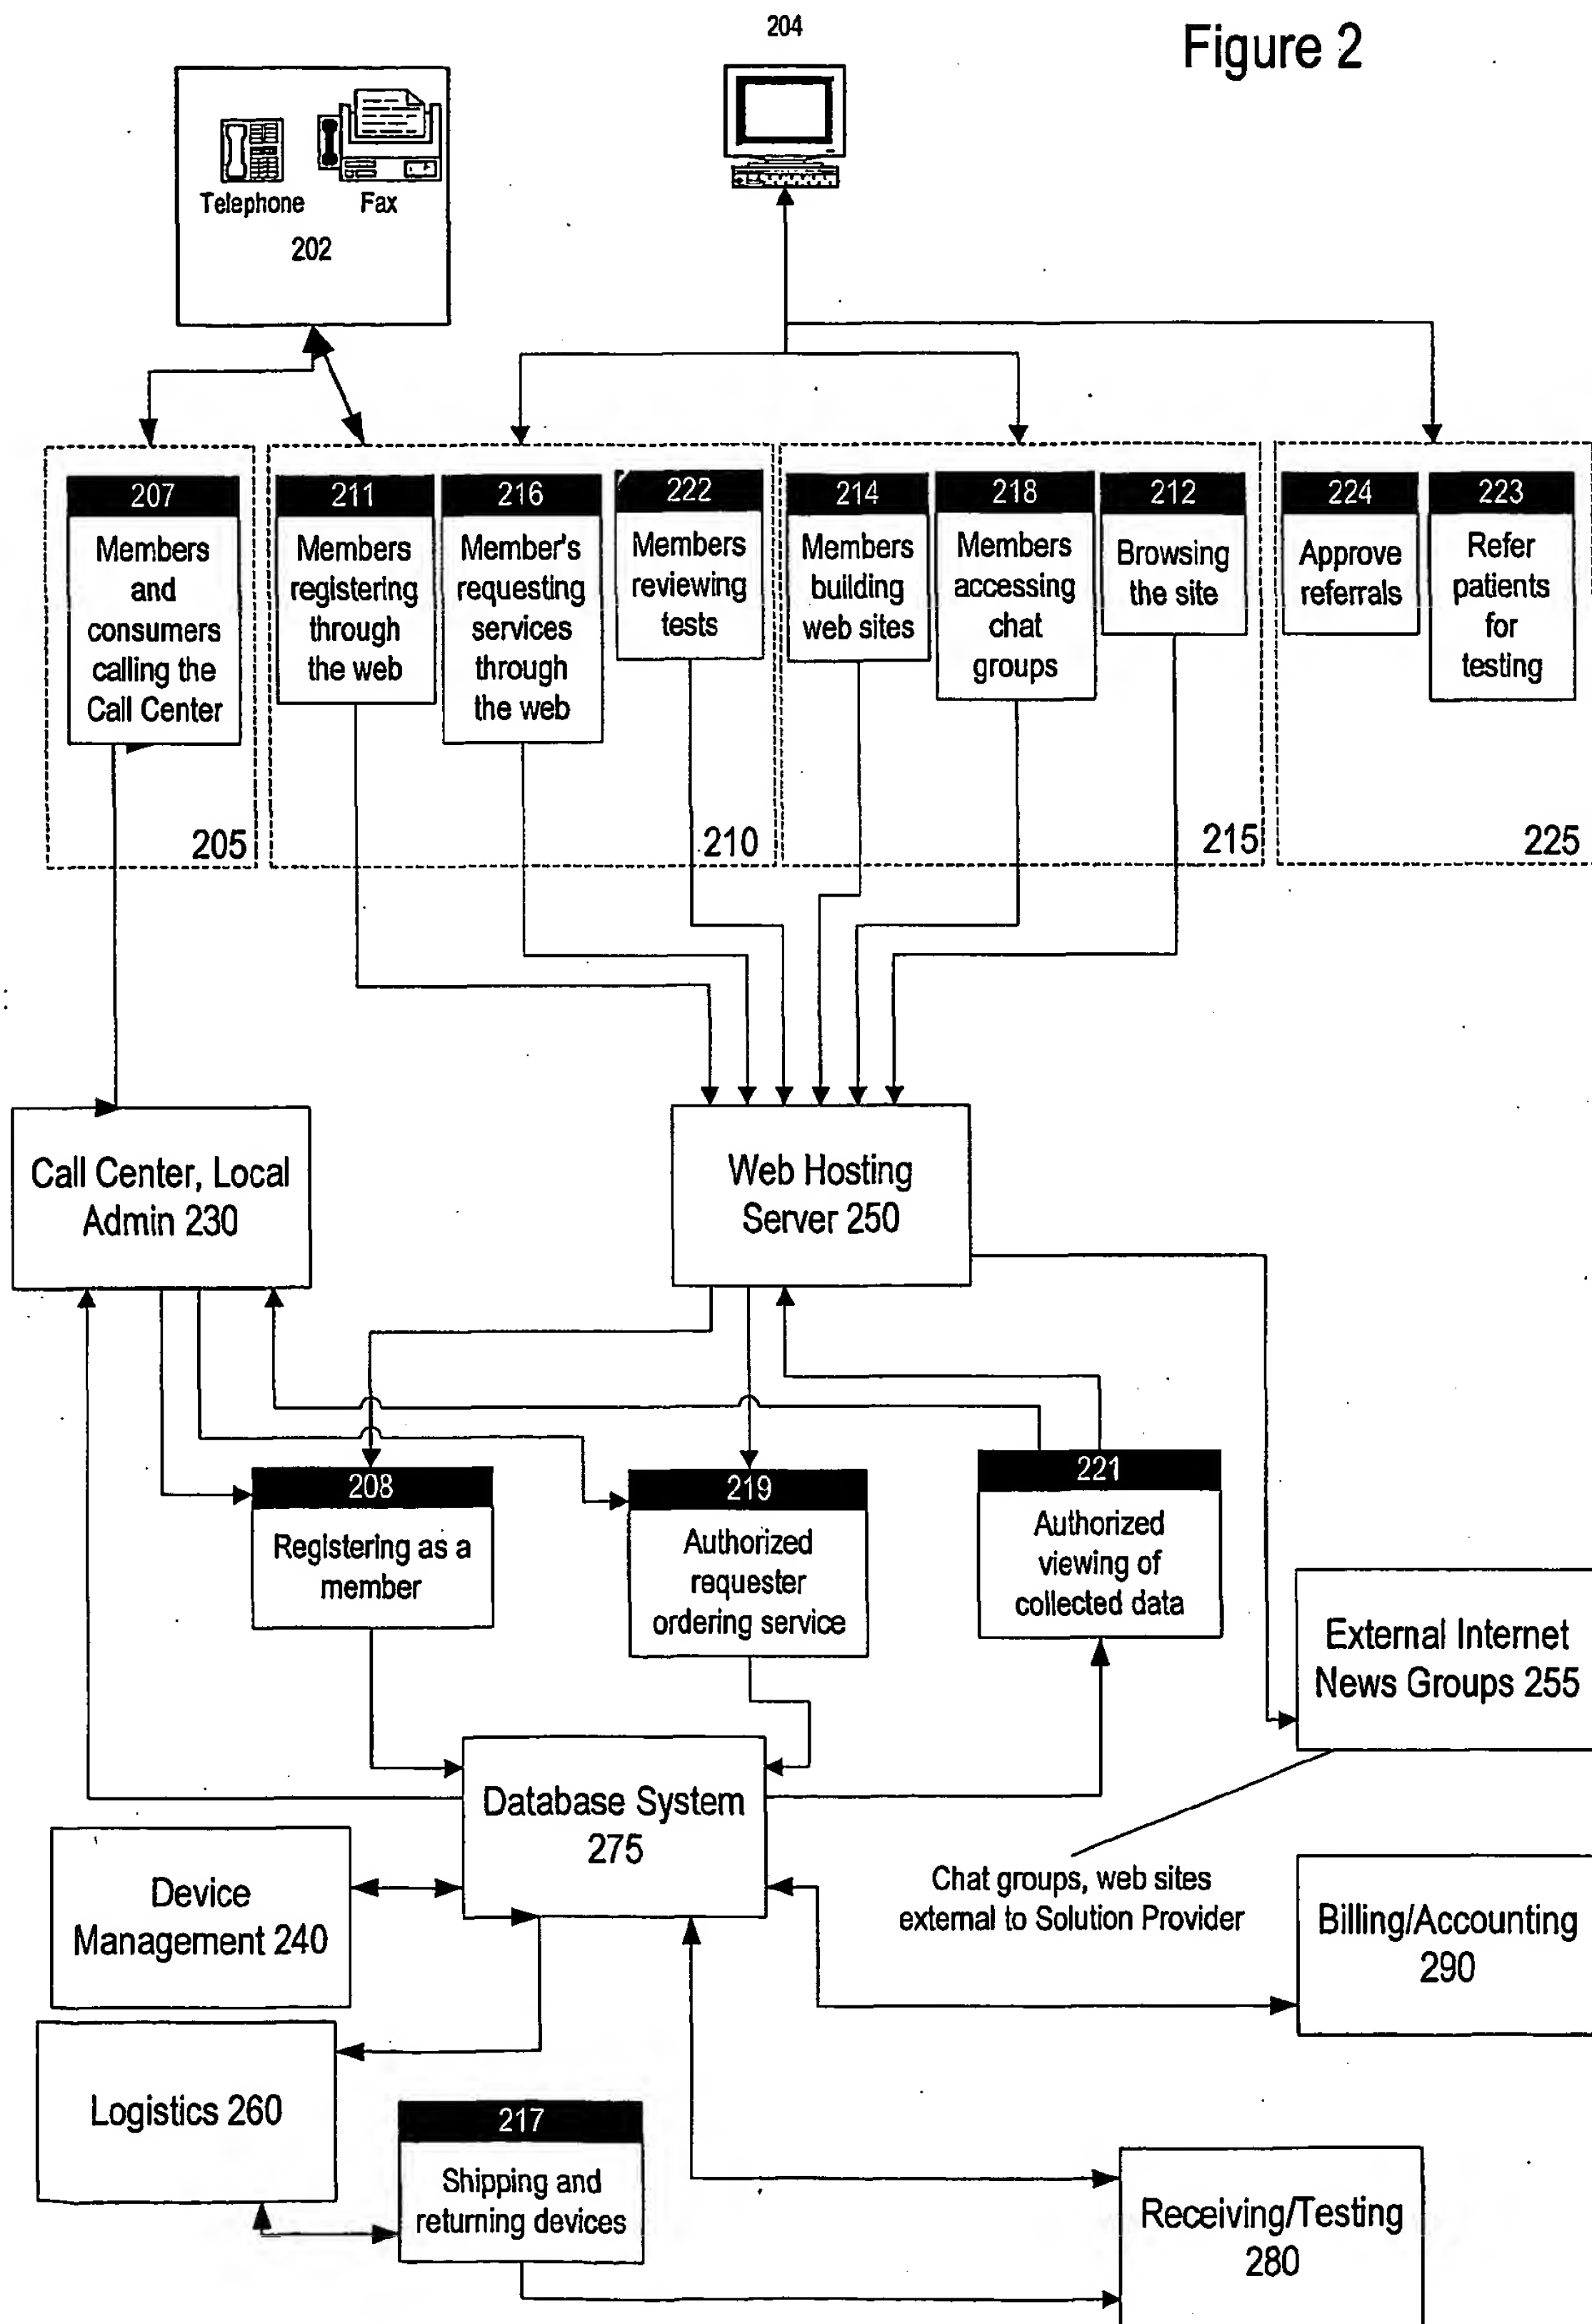 Figure 2
204
Telephone
Fax
202
207
Members
and
consumers
calling the
Call Center
205
211
Members
registering
through
the web
216
Member's
requesting
services
through
the web
222
Members
reviewing
tests
210
214
Members
building
web sites
218
Members
accessing
chat
groups
212
Browsing
the site
215
224
Approve
referrals
223
Refer
patients
for
testing
225
Call Center, Local
Admin 230
Web Hosting
Server 250
208
Registering as a
member
219
Authorized
requester
ordering service
221
Authorized
viewing of
collected data
External Internet
News Groups 255
Database System
275
Chat groups, web sites
external to Solution Provider
Device
Management 240
Billing/Accounting
290
Logistics 260
217
Shipping and
returning devices
Receiving/Testing
280